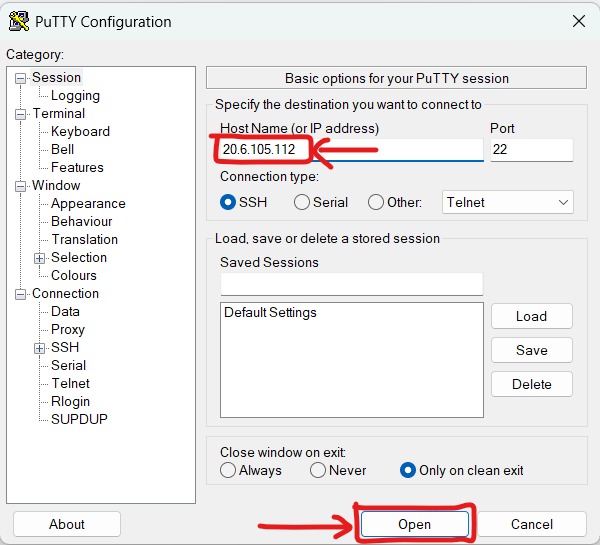 PuTTY Configuration
Category:
Session
Logging
Terminal
Keyboard
Bell
Features
Window
Appearance
Behaviour
Translation
Selection
Colours
Connection
Data
Proxy
SSH
Serial
Telnet
Rlogin
SUPDUP
Basic options for your PuTTY session
Specify the destination you want to connect to
Host Name (or IP address) Port
20.6.105.112 22
Connection type:
SSH Serial Other: Telnet
Load, save or delete a stored session
Saved Sessions
Default Settings
Load
Save
Delete
Close window on exit:
Always Never Only on clean exit
About Open Cancel